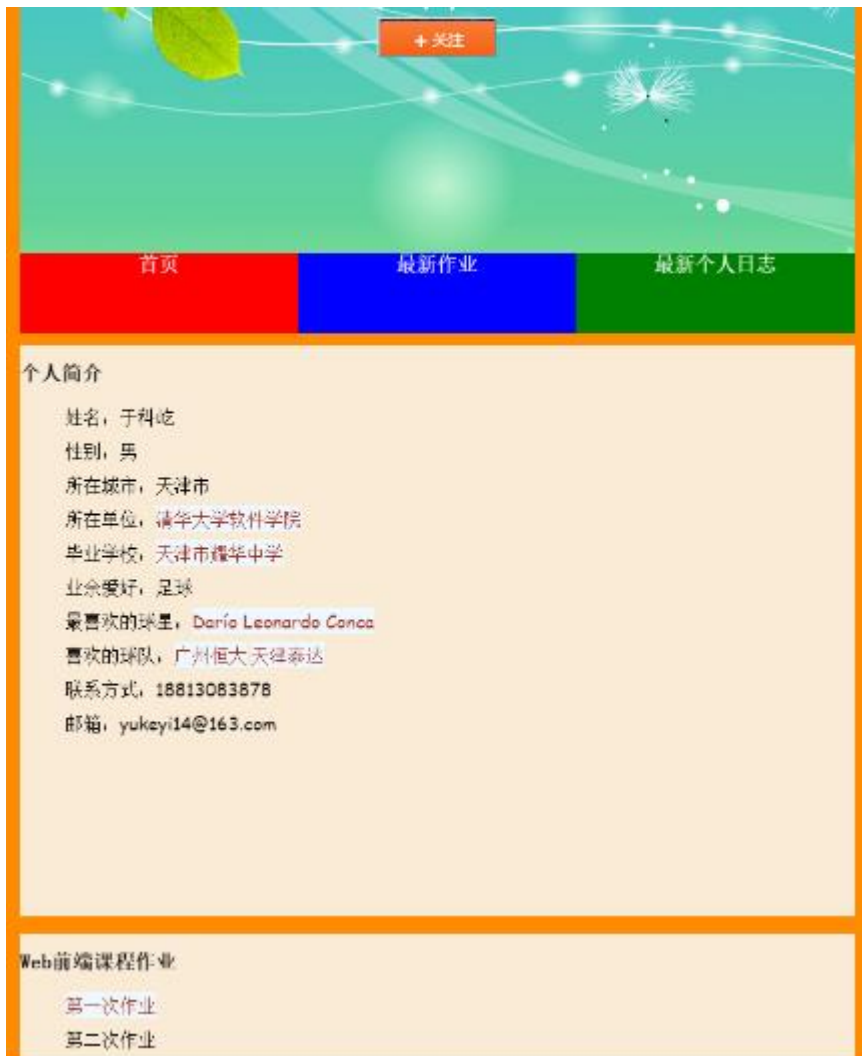 + 关注
首页
最新作业
最新个人日志
个人简介
姓名：于科屹
性别：男
所在城市：天津市
所在单位：清华大学软件学院
毕业学校：天津市耀华中学
业余爱好：足球
最喜欢的球星：Darío Leonardo Conca
喜欢的球队：广州恒大 天津泰达
联系方式：18813083878
邮箱：yukeyi14@163.com
Web前端课程作业
第一次作业
第二次作业